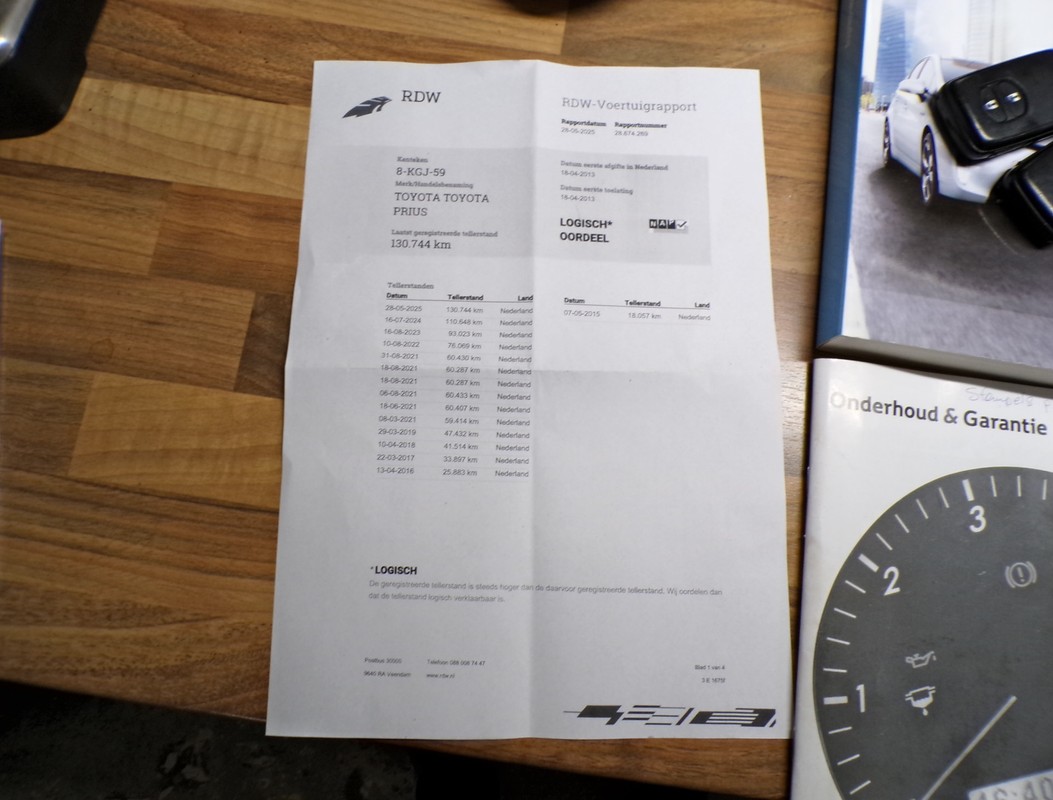 RDW
RDW-Voertuigrapport
Rapportdatum Rapportnummer
28-05-2025 28.874.269
Kenteken
8-KGJ-59
Merk/Handelsbenaming
TOYOTA TOYOTA
PRIUS
Laatst geregistreerde tellerstand
130.744 km
Datum eerste afgifte in Nederland
18-04-2013
Datum eerste toelating
18-04-2013
LOGISCH*
OORDEEL
NAP
Tellerstanden
Datum Tellerstand Land
28-05-2025 130.744 km Nederland
16-07-2024 110.648 km Nederland
16-08-2023 93.023 km Nederland
10-08-2022 76.069 km Nederland
31-08-2021 60.430 km Nederland
18-08-2021 60.287 km Nederland
18-08-2021 60.287 km Nederland
06-08-2021 60.433 km Nederland
18-06-2021 60.407 km Nederland
08-03-2021 59.414 km Nederland
29-03-2019 47.432 km Nederland
10-04-2018 41.514 km Nederland
22-03-2017 33.897 km Nederland
13-04-2016 25.883 km Nederland
Datum Tellerstand Land
07-05-2015 18.057 km Nederland
*LOGISCH
De geregistreerde tellerstand is steeds hoger dan de daarvoor geregistreerde tellerstand. Wij oordelen dan
dat de tellerstand logisch verklaarbaar is.
Postbus 30000 Telefoon 088 008 74 47
9640 RA Veendam www.rdw.nl
Blad 1 van 4
3 E 1675f
Stempels
Onderhoud & Garantie
3
2
1